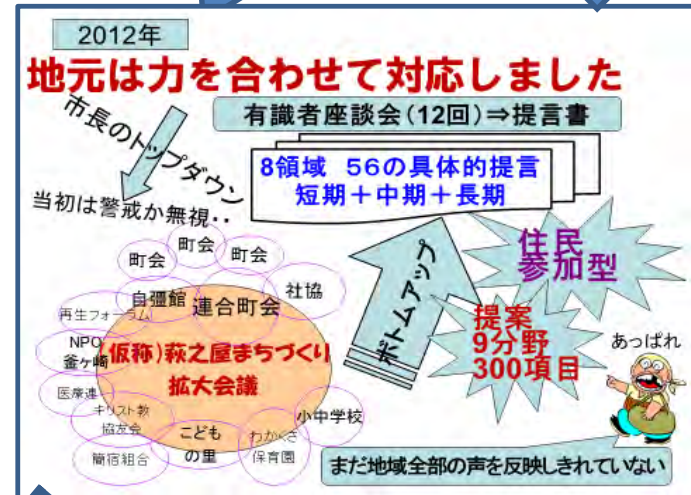 2012年
地元は力を合わせて対応しました
市長のトップダウン
有識者座談会(12回)⇒提言書
8領域 56の具体的提言
短期+中期+長期
当初は警戒か無視・・
町会
町会
町会
自彊館
連合町会
社協
再生フォーラム
NPO
釜ヶ崎
(仮称)萩之屋まちづくり
拡大会議
医療連
キリスト教
協友会
簡宿組合
こども
の里
わかくさ
保育園
小中学校
ボトムアップ
住民
参加型
提案
9分野
300項目
あっぱれ
まだ地域全部の声を反映しきれていない